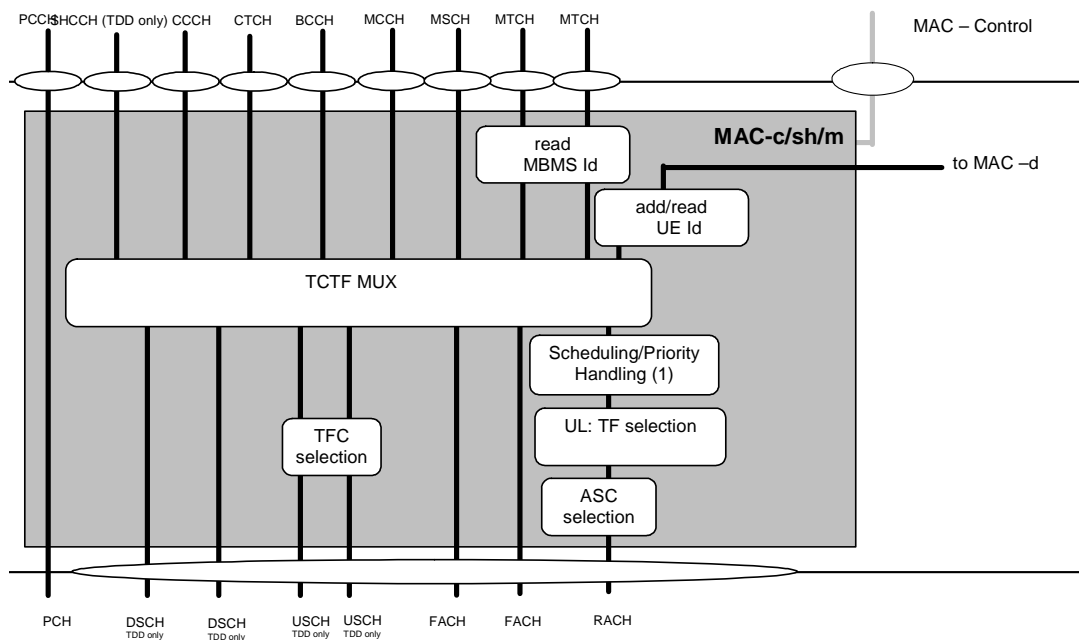 PCCH SHCCH (TDD only) CCCH CTCH BCCH MCCH MSCH MTCH MTCH
MAC – Control
MAC-c/sh/m
read
MBMS Id
to MAC –d
add/read
UE Id
TCTF MUX
Scheduling/Priority
Handling (1)
UL: TF selection
TFC
selection
ASC
selection
PCH DSCH DSCH USCH USCH FACH FACH RACH
TDD only TDD only TDD only TDD only